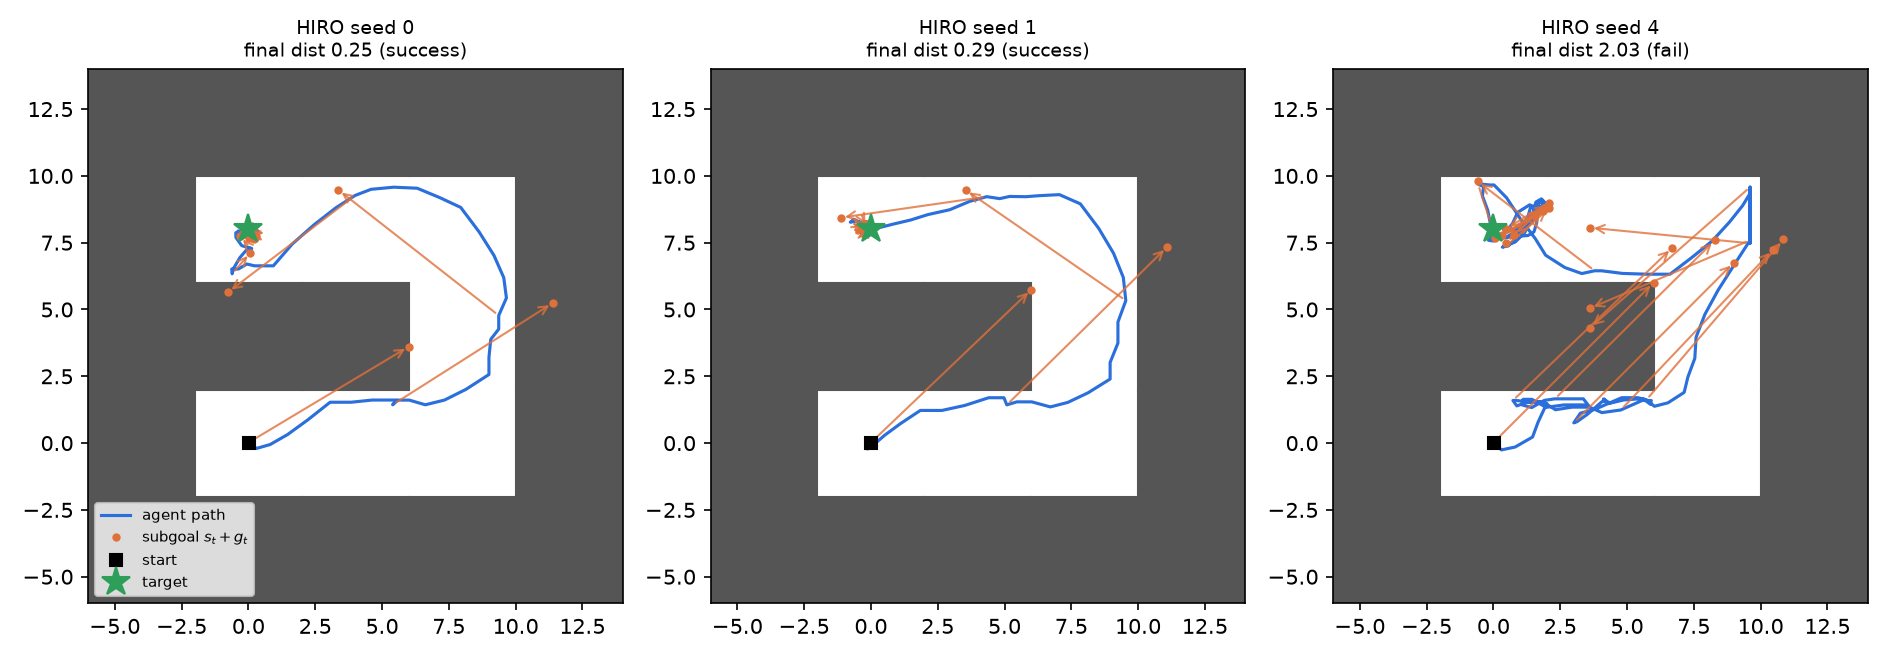 HIRO seed 0
final dist 0.25 (success)
12.5
10.0
7.5
5.0
2.5
0.0
−2.5
−5.0
agent path
subgoal $s_t + g_t$
start
target
−5.0 −2.5 0.0 2.5 5.0 7.5 10.0 12.5
HIRO seed 1
final dist 0.29 (success)
12.5
10.0
7.5
5.0
2.5
0.0
−2.5
−5.0
−5.0 −2.5 0.0 2.5 5.0 7.5 10.0 12.5
HIRO seed 4
final dist 2.03 (fail)
12.5
10.0
7.5
5.0
2.5
0.0
−2.5
−5.0
−5.0 −2.5 0.0 2.5 5.0 7.5 10.0 12.5